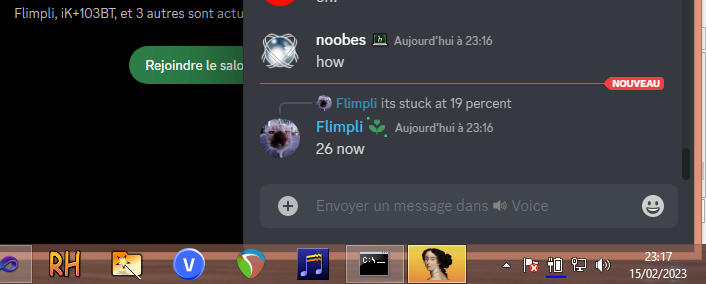 Flimpli, iK+103BT, et 3 autres sont actu
Rejoindre le salo
noobes Aujourd'hui à 23:16
how
NOUVEAU
Flimpli its stuck at 19 percent
Flimpli Aujourd'hui à 23:16
26 now
Envoyer un message dans Voice
RH
V
C:\
23:17
15/02/2023